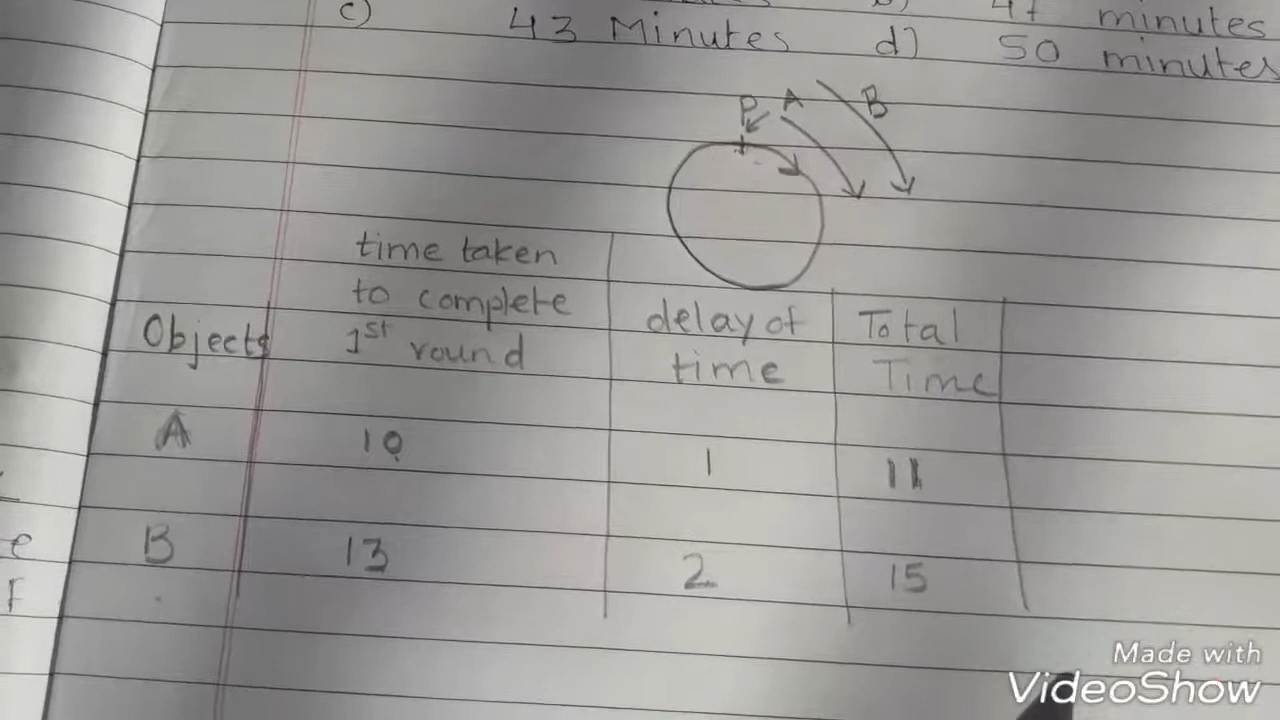 c) 43 Minutes d) 50 minutes
minutes
P A B
time taken
to complete
1st round
Objects
delay of
time
Total
Time
A 10 1 11
B 13 2 15
e
Made with
VideoShow